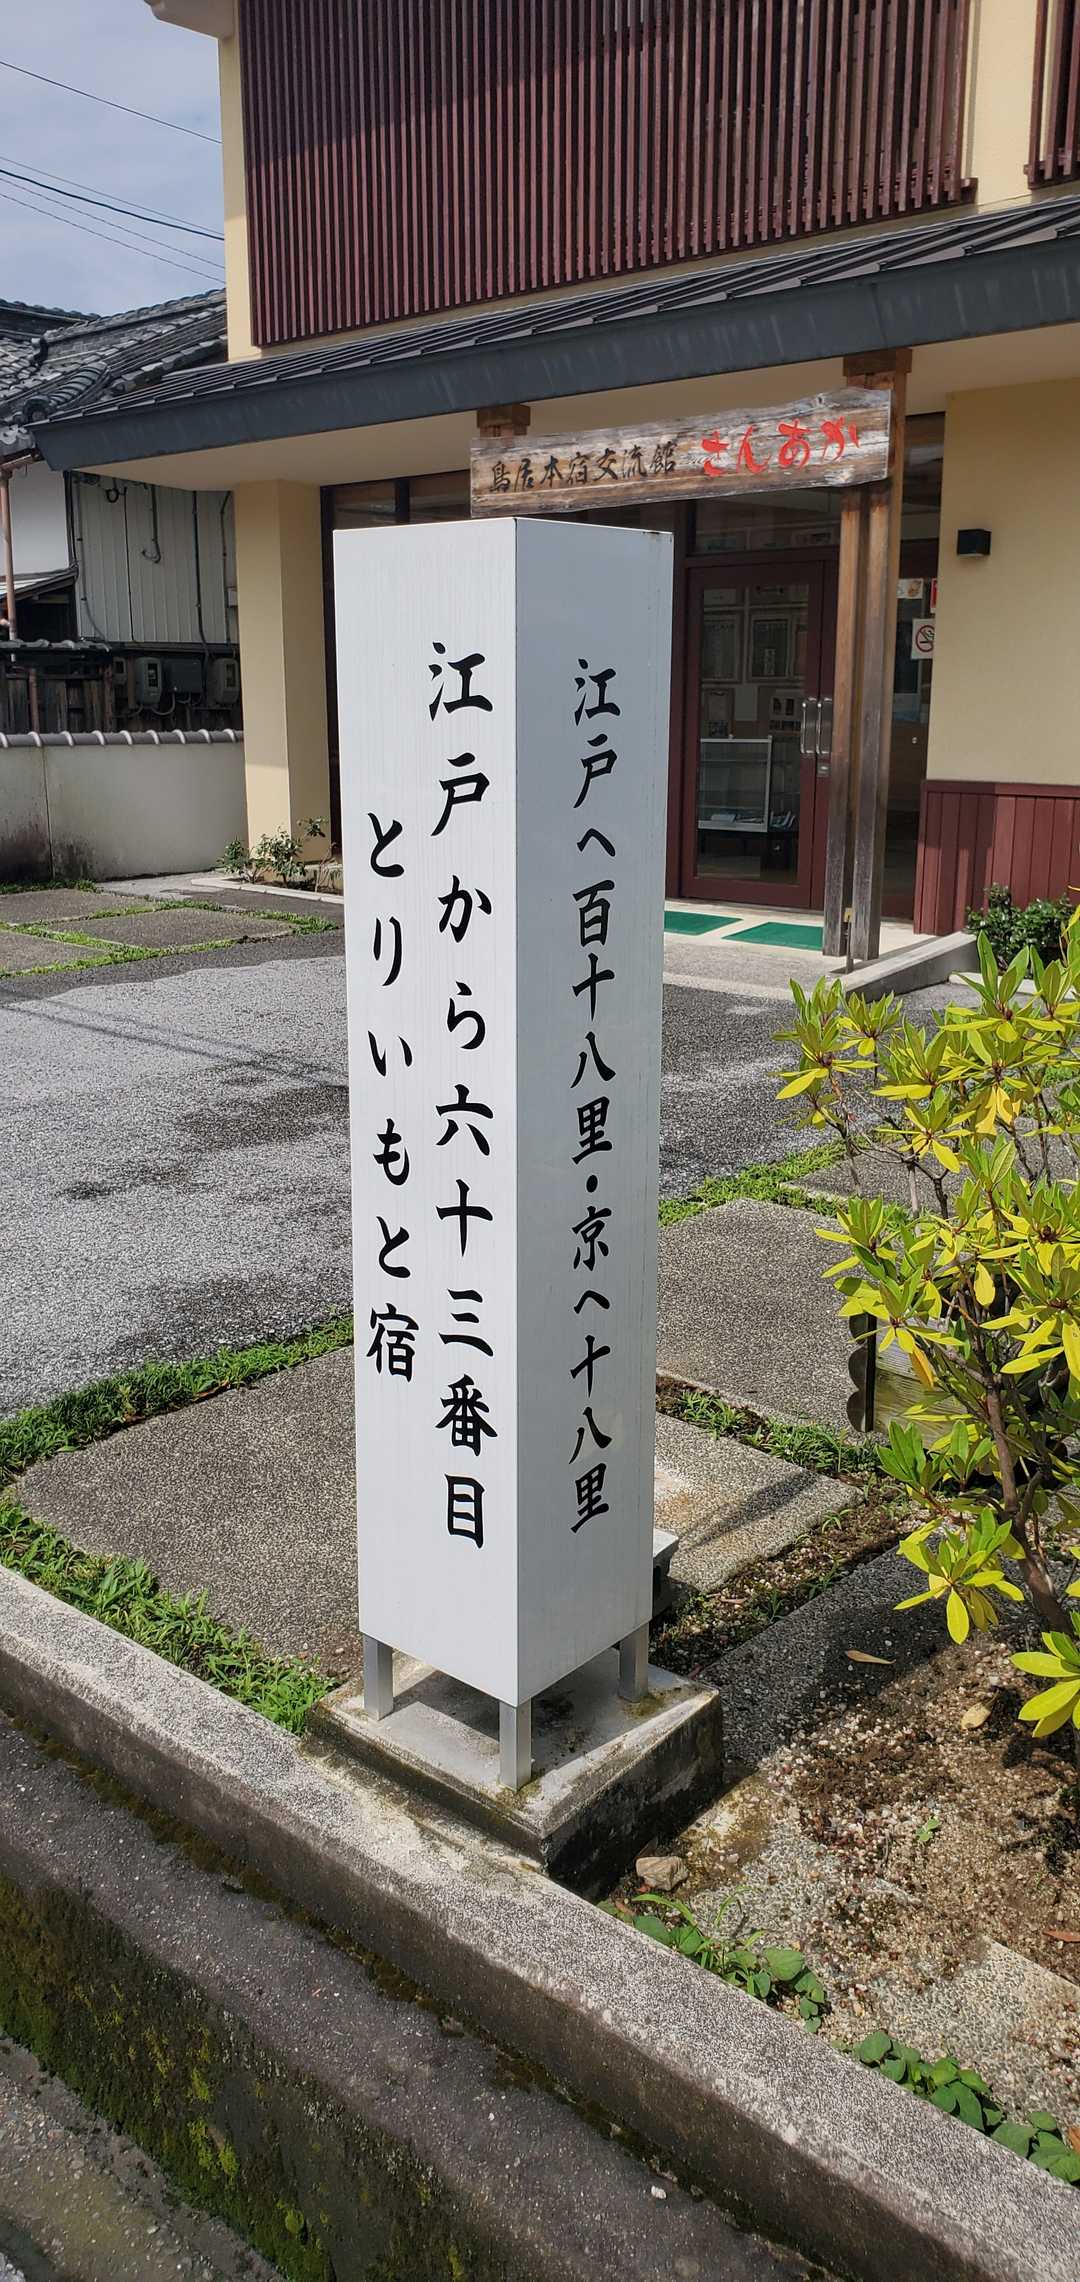 鳥居本宿交流館 さんあか
江戸から六十三番目
とりいもと宿
江戸へ百十八里・京へ十八里